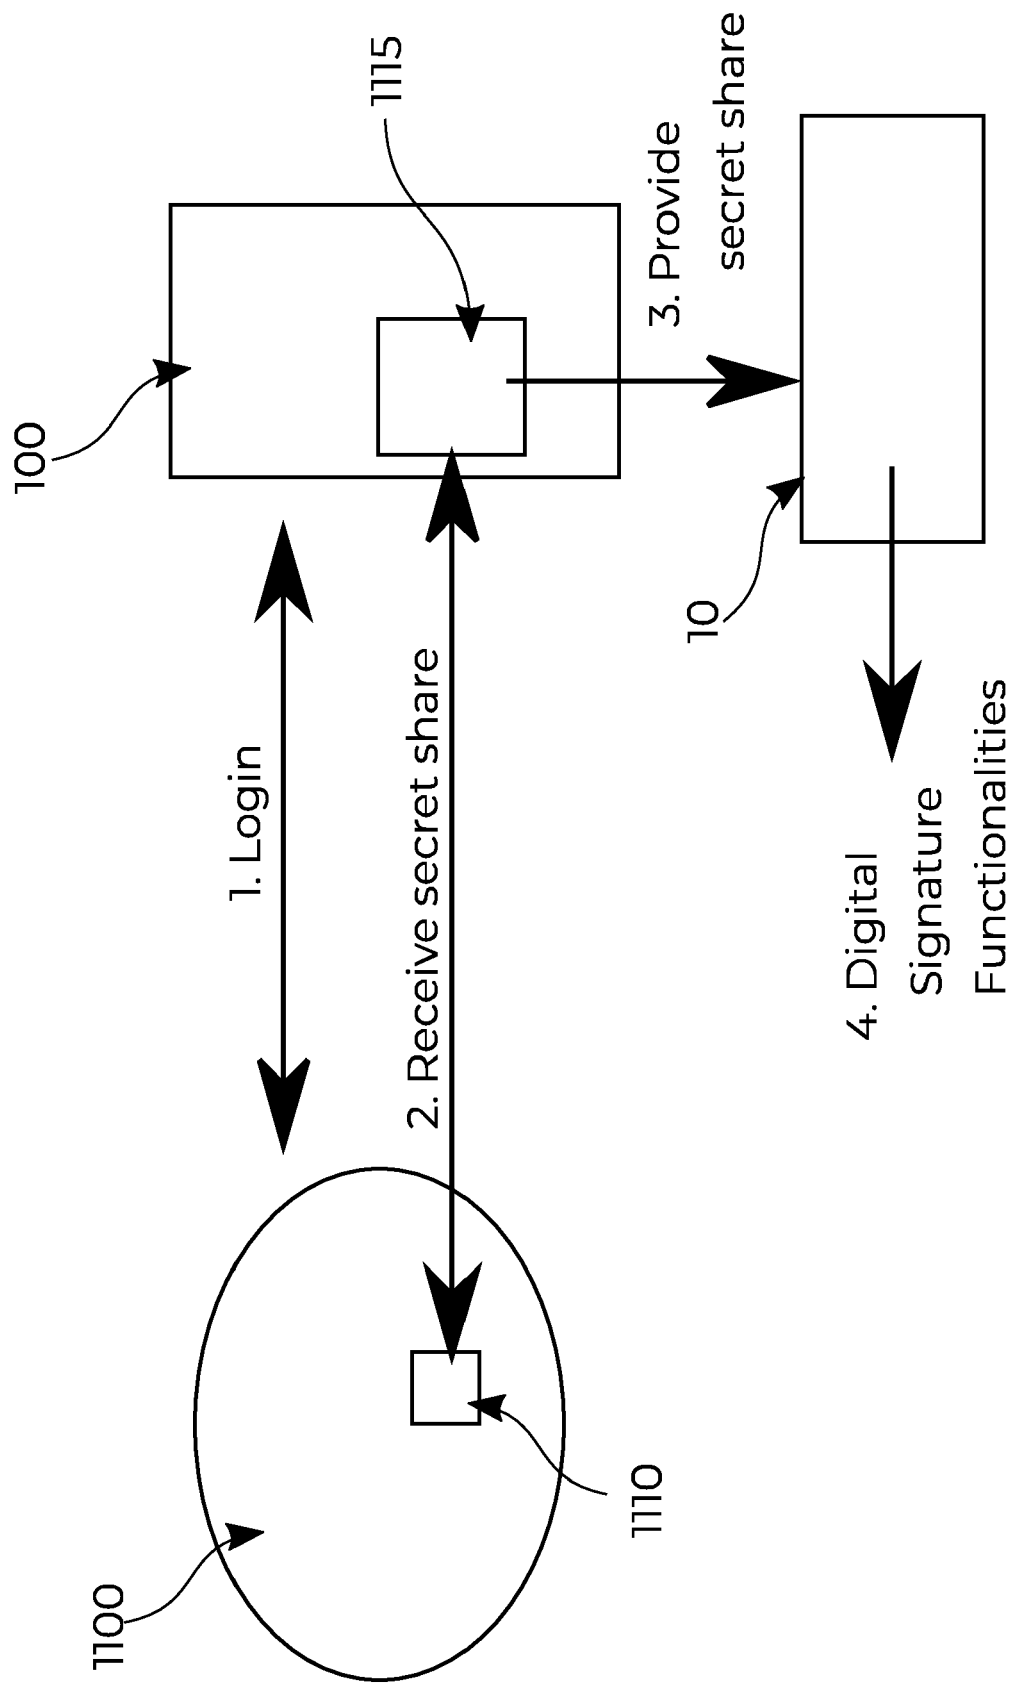 100
1100
1. Login
1115
2. Receive secret share
1110
3. Provide
secret share
10
4. Digital
Signature
Functionalities